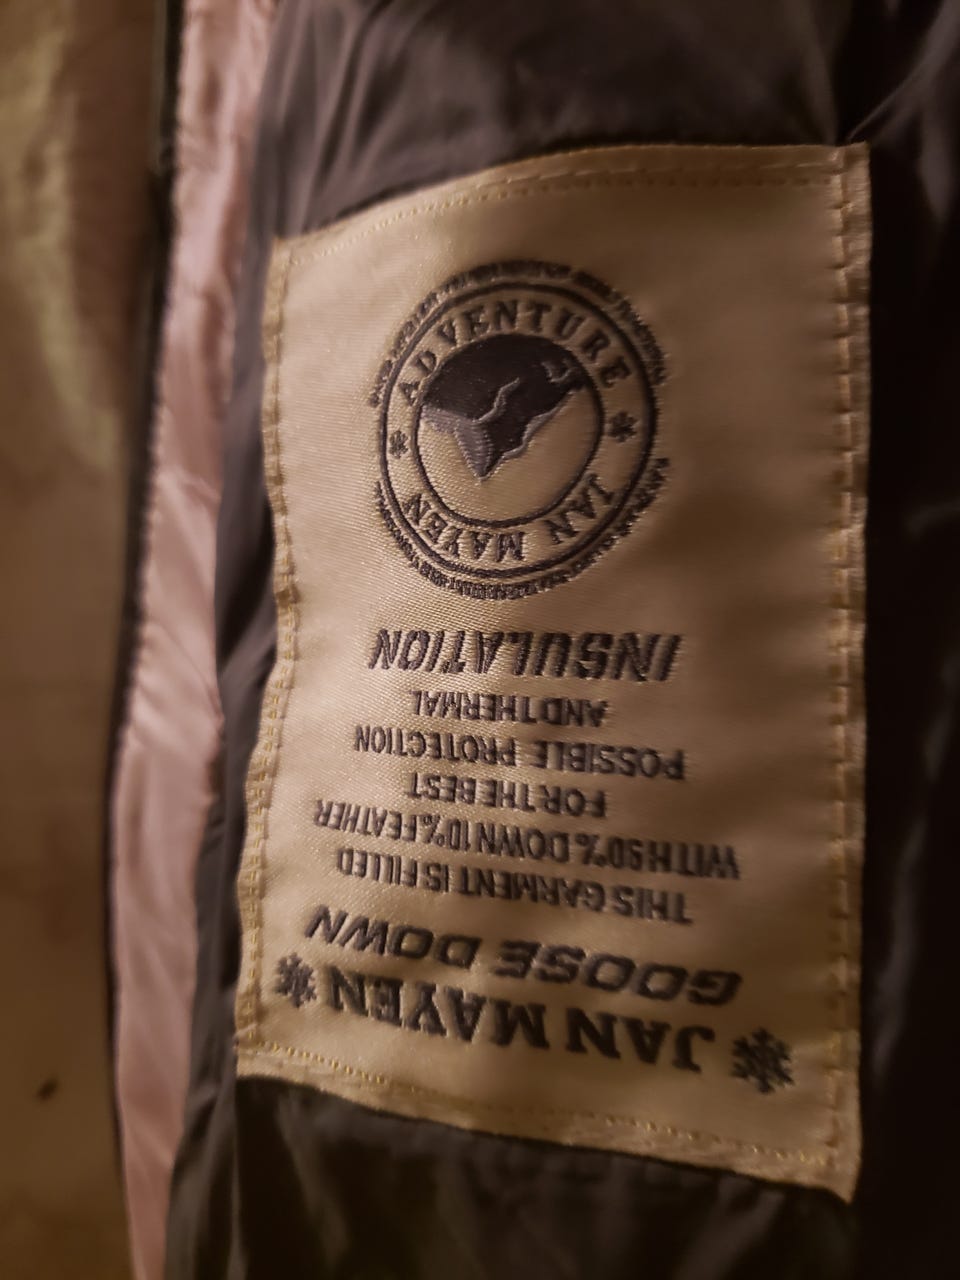 JAN MAYEN
GOOSE DOWN
THIS GARMENT IS FILLED
WITH 90% DOWN 10% FEATHER
FOR THE BEST
POSSIBLE PROTECTION
AND THERMAL
INSULATION
JAN MAYEN
ADVENTURE